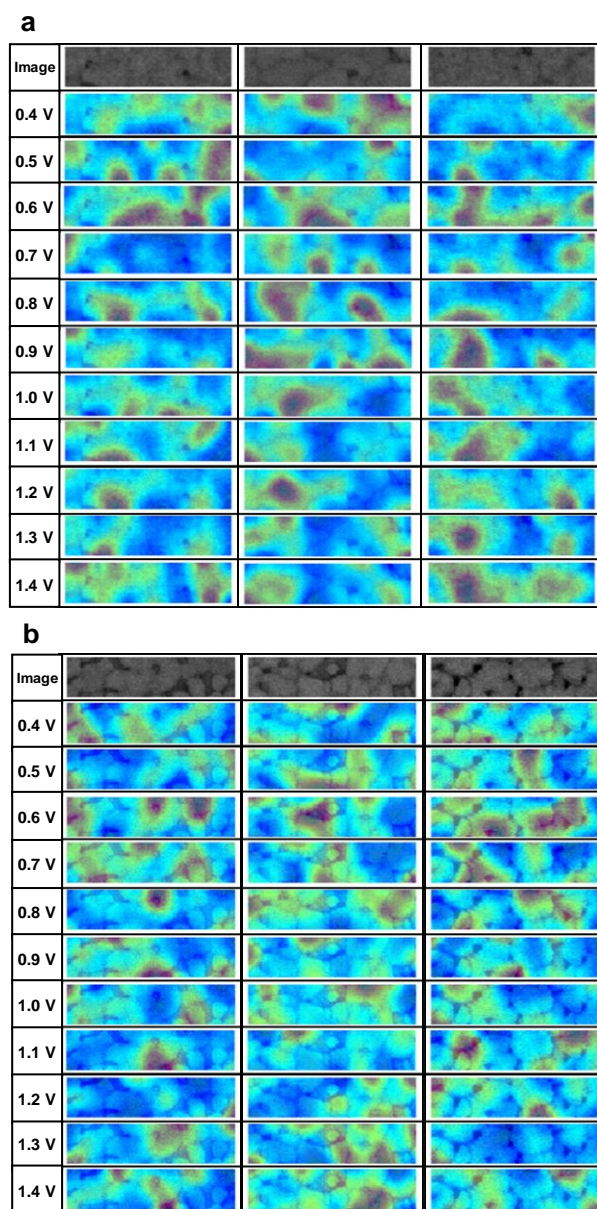 a
Image
0.4 V
0.5 V
0.6 V
0.7 V
0.8 V
0.9 V
1.0 V
1.1 V
1.2 V
1.3 V
1.4 V
b
Image
0.4 V
0.5 V
0.6 V
0.7 V
0.8 V
0.9 V
1.0 V
1.1 V
1.2 V
1.3 V
1.4 V